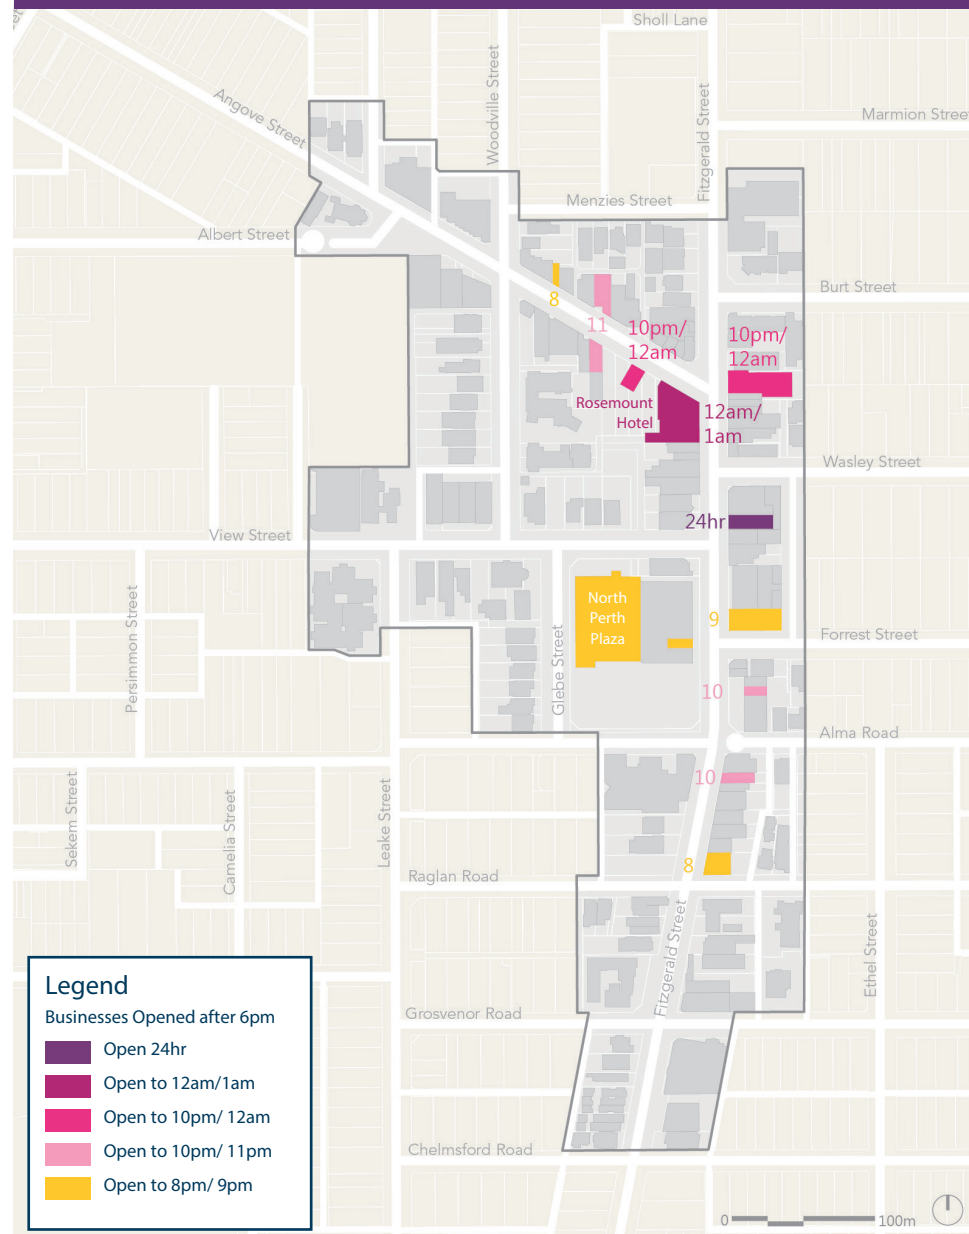 Sholl Lane
Angove Street
Woodville Street
Fitzgerald Street
Marmion Street
Menzies Street
Albert Street
Burt Street
8
11
10pm/
12am
10pm/
12am
Rosemount
Hotel
12am/
1am
Wasley Street
24hr
View Street
North
Perth
Plaza
9
Forrest Street
Persimmon Street
Glebe Street
10
Alma Road
10
Sekem Street
Camelia Street
Leake Street
8
Raglan Road
Fitzgerald Street
Ethel Street
Grosvenor Road
Chelmsford Road
Legend
Businesses Opened after 6pm
Open 24hr
Open to 12am/1am
Open to 10pm/ 12am
Open to 10pm/ 11pm
Open to 8pm/ 9pm
0
100m